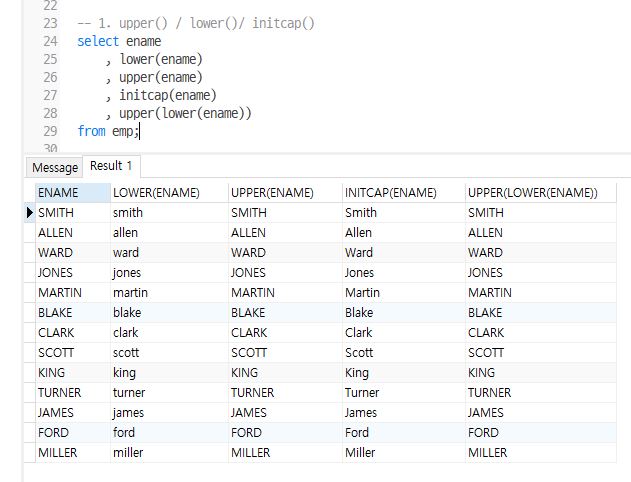 22
23 -- 1. upper() / lower()/ initcap()
24 select ename
25 , lower(ename)
26 , upper(ename)
27 , initcap(ename)
28 , upper(lower(ename))
29 from emp;
30
Message Result 1
ENAME LOWER(ENAME) UPPER(ENAME) INITCAP(ENAME) UPPER(LOWER(ENAME))
SMITH smith SMITH Smith SMITH
ALLEN allen ALLEN Allen ALLEN
WARD ward WARD Ward WARD
JONES jones JONES Jones JONES
MARTIN martin MARTIN Martin MARTIN
BLAKE blake BLAKE Blake BLAKE
CLARK clark CLARK Clark CLARK
SCOTT scott SCOTT Scott SCOTT
KING king KING King KING
TURNER turner TURNER Turner TURNER
JAMES james JAMES James JAMES
FORD ford FORD Ford FORD
MILLER miller MILLER Miller MILLER